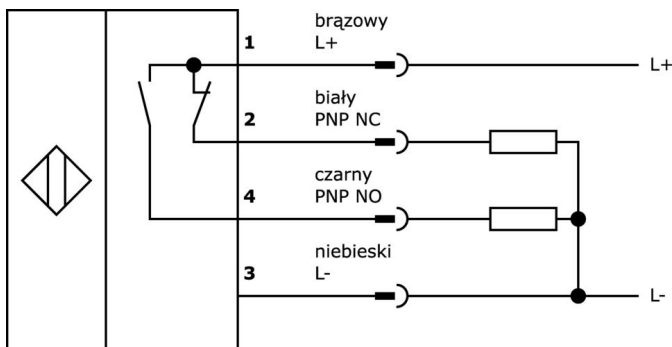 brązowy
1 L+
L+
biały
2 PNP NC
czarny
4 PNP NO
niebieski
3 L-
L-